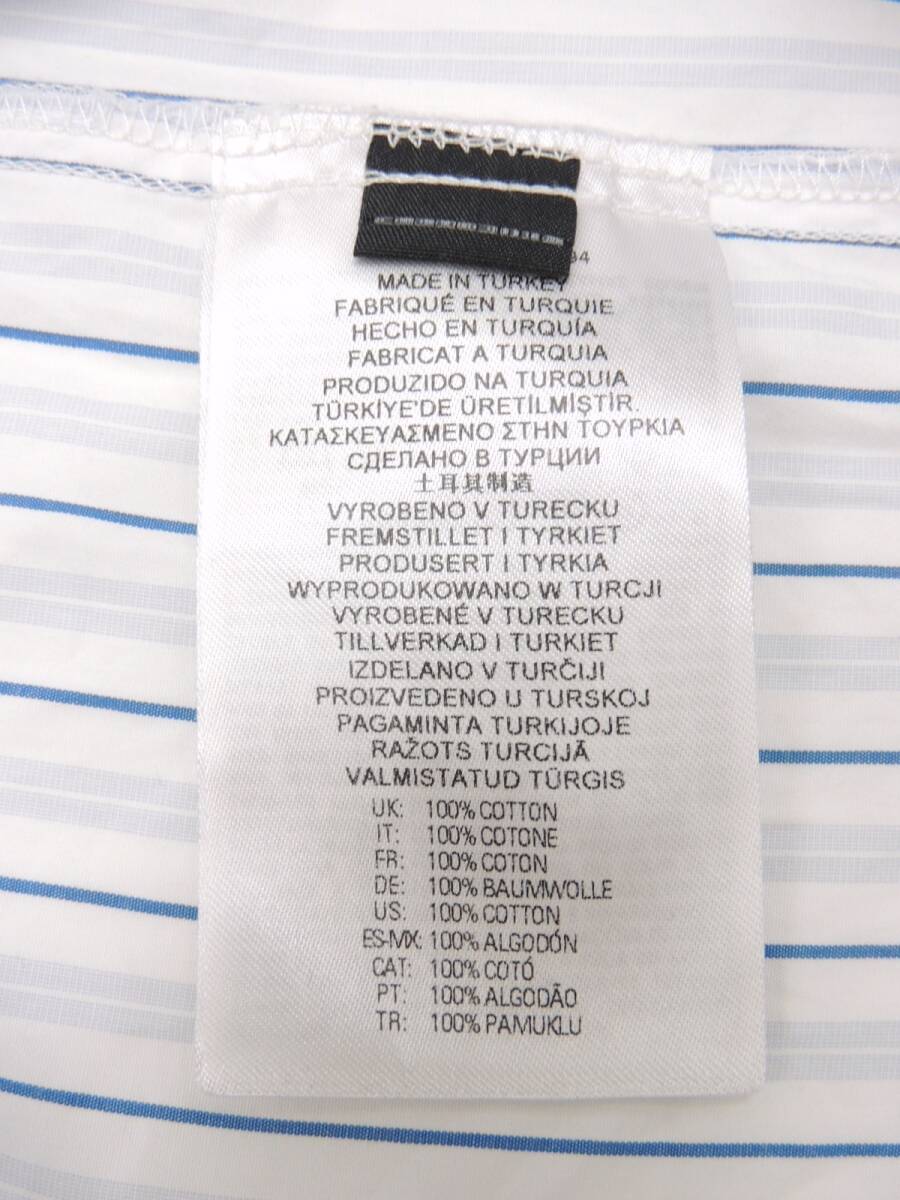 94
MADE IN TURKEY
FABRIQUÉ EN TURQUIE
HECHO EN TURQUÍA
FABRICAT A TURQUIA
PRODUZIDO NA TURQUIA
TÜRKİYE'DE ÜRETİLMİŞTİR.
ΚΑΤΑΣΚΕΥΑΣΜΕΝΟ ΣΤΗΝ ΤΟΥΡΚΙΑ
СДЕЛАНО В ТУРЦИИ
土耳其制造
VYROBENO V TURECKU
FREMSTILLET I TYRKIET
PRODUSERT I TYRKIA
WYPRODUKOWANO W TURCJI
VYROBENÉ V TURECKU
TILLVERKAD I TURKIET
IZDELANO V TURČIJI
PROIZVEDENO U TURSKOJ
PAGAMINTA TURKIJOJE
RAŽOTS TURCIJĀ
VALMISTATUD TÜRGIS
UK: 100% COTTON
IT: 100% COTONE
FR: 100% COTON
DE: 100% BAUMWOLLE
US: 100% COTTON
ES-MX: 100% ALGODÓN
CAT: 100% COTÓ
PT: 100% ALGODÃO
TR: 100% PAMUKLU